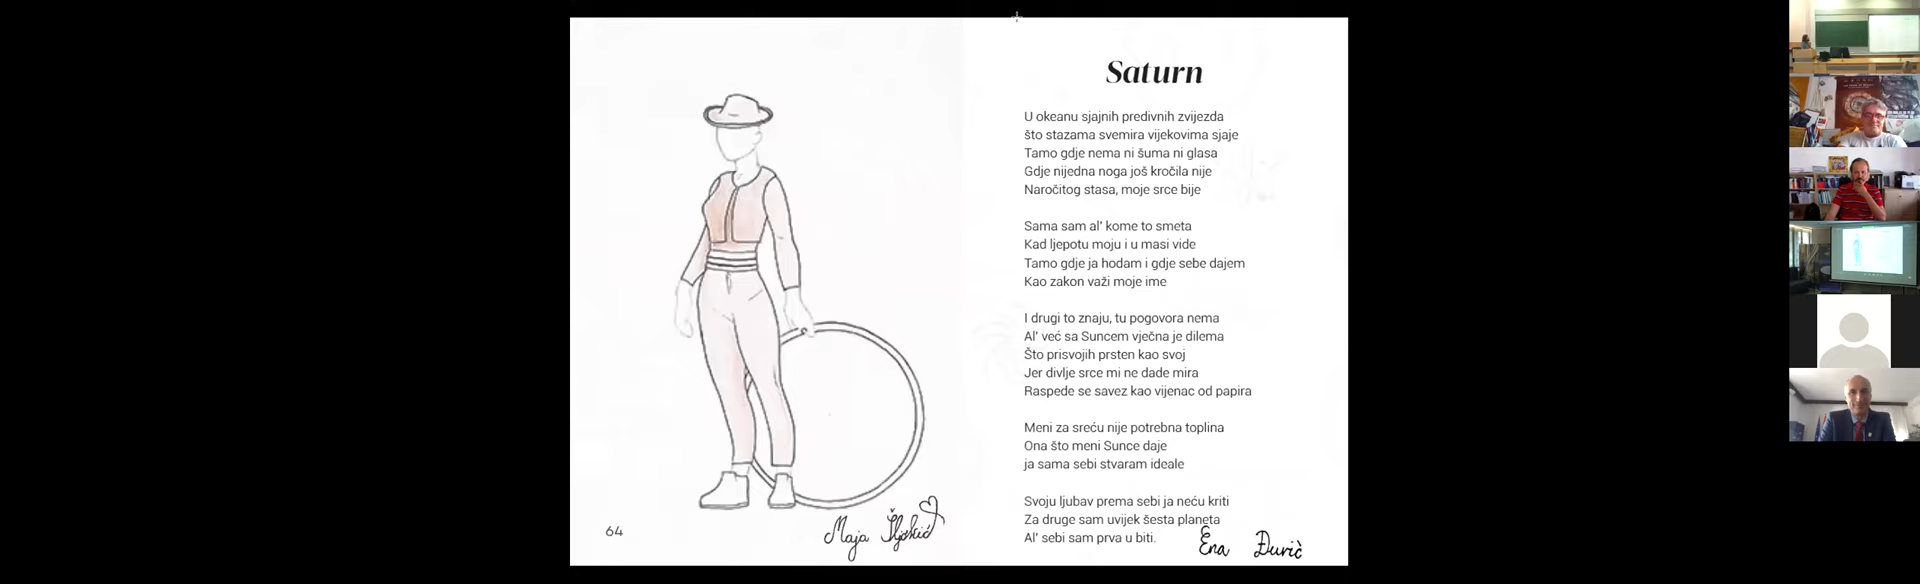 Saturn
U okeanu sjajnih predivnih zvijezda
što stazama svemira vijekovima sjaje
Tamo gdje nema ni šuma ni glasa
Gdje nijedna noga još kročila nije
Naročitog stasa, moje srce bije
Sama sam al' kome to smeta
Kad ljepotu moju i u masi vide
Tamo gdje ja hodam i gdje sebe dajem
Kao zakon važi moje ime
I drugi to znaju, tu pogovora nema
Al' već sa Suncem vječna je dilema
Što prisvojih prsten kao svoj
Jer divlje srce mi ne dade mira
Raspede se savez kao vijenac od papira
Meni za sreću nije potrebna toplina
Ona što meni Sunce daje
ja sama sebi stvaram ideale
Svoju ljubav prema sebi ja neću kriti
Za druge sam uvijek šesta planeta
Al' sebi sam prva u biti.
Ena Đurić
64
Maja